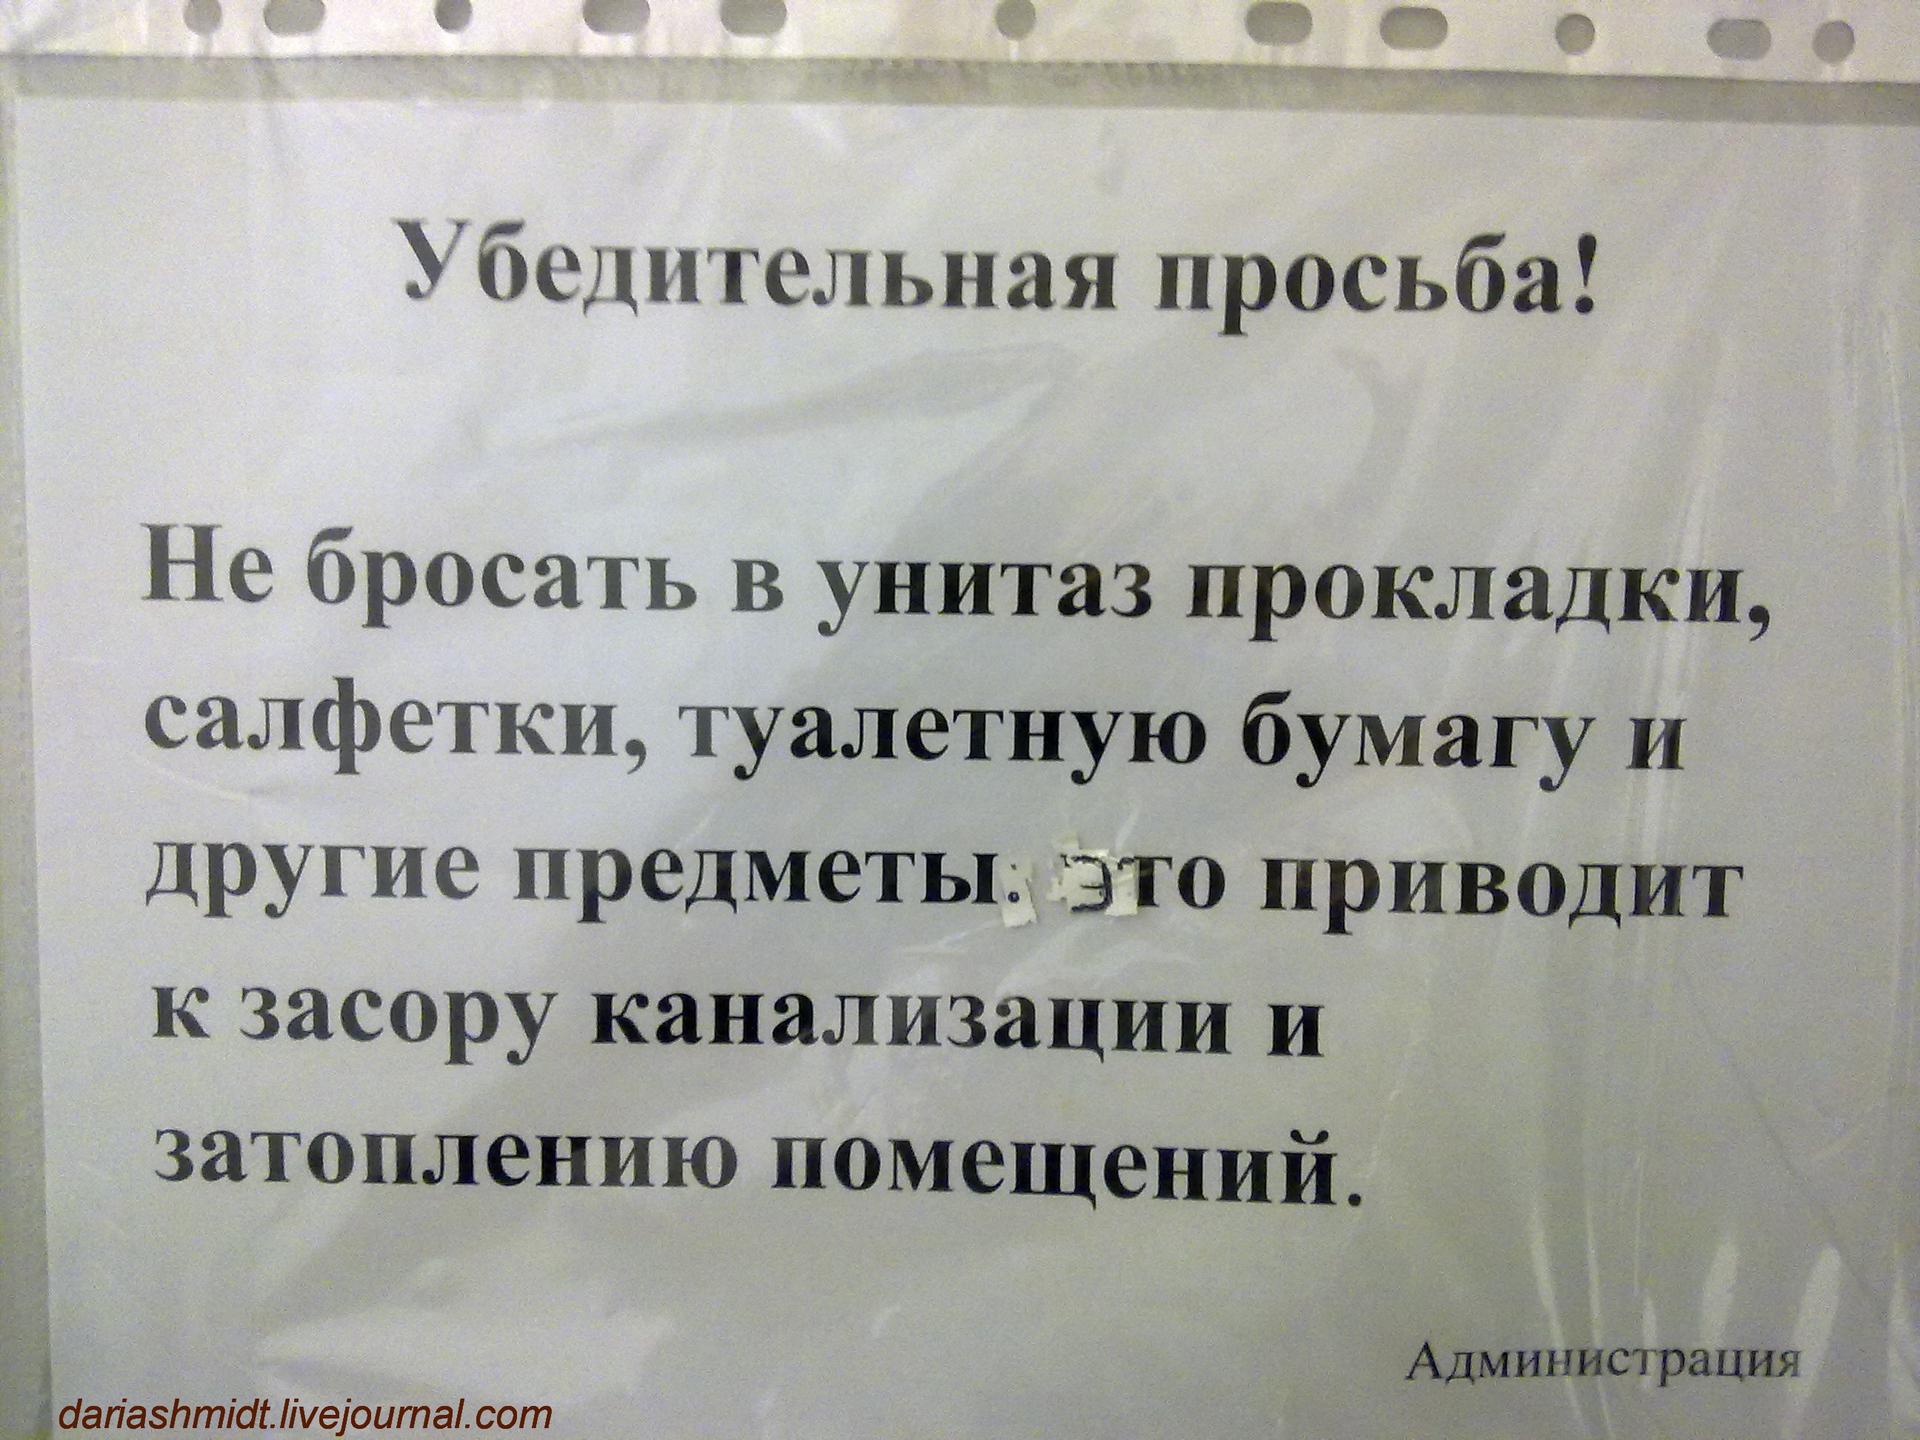 Убедительная просьба!
Не бросать в унитаз прокладки,
салфетки, туалетную бумагу и
другие предметы. это приводит
к засору канализации и
затоплению помещений.
Администрация
dariashmidt.livejournal.com